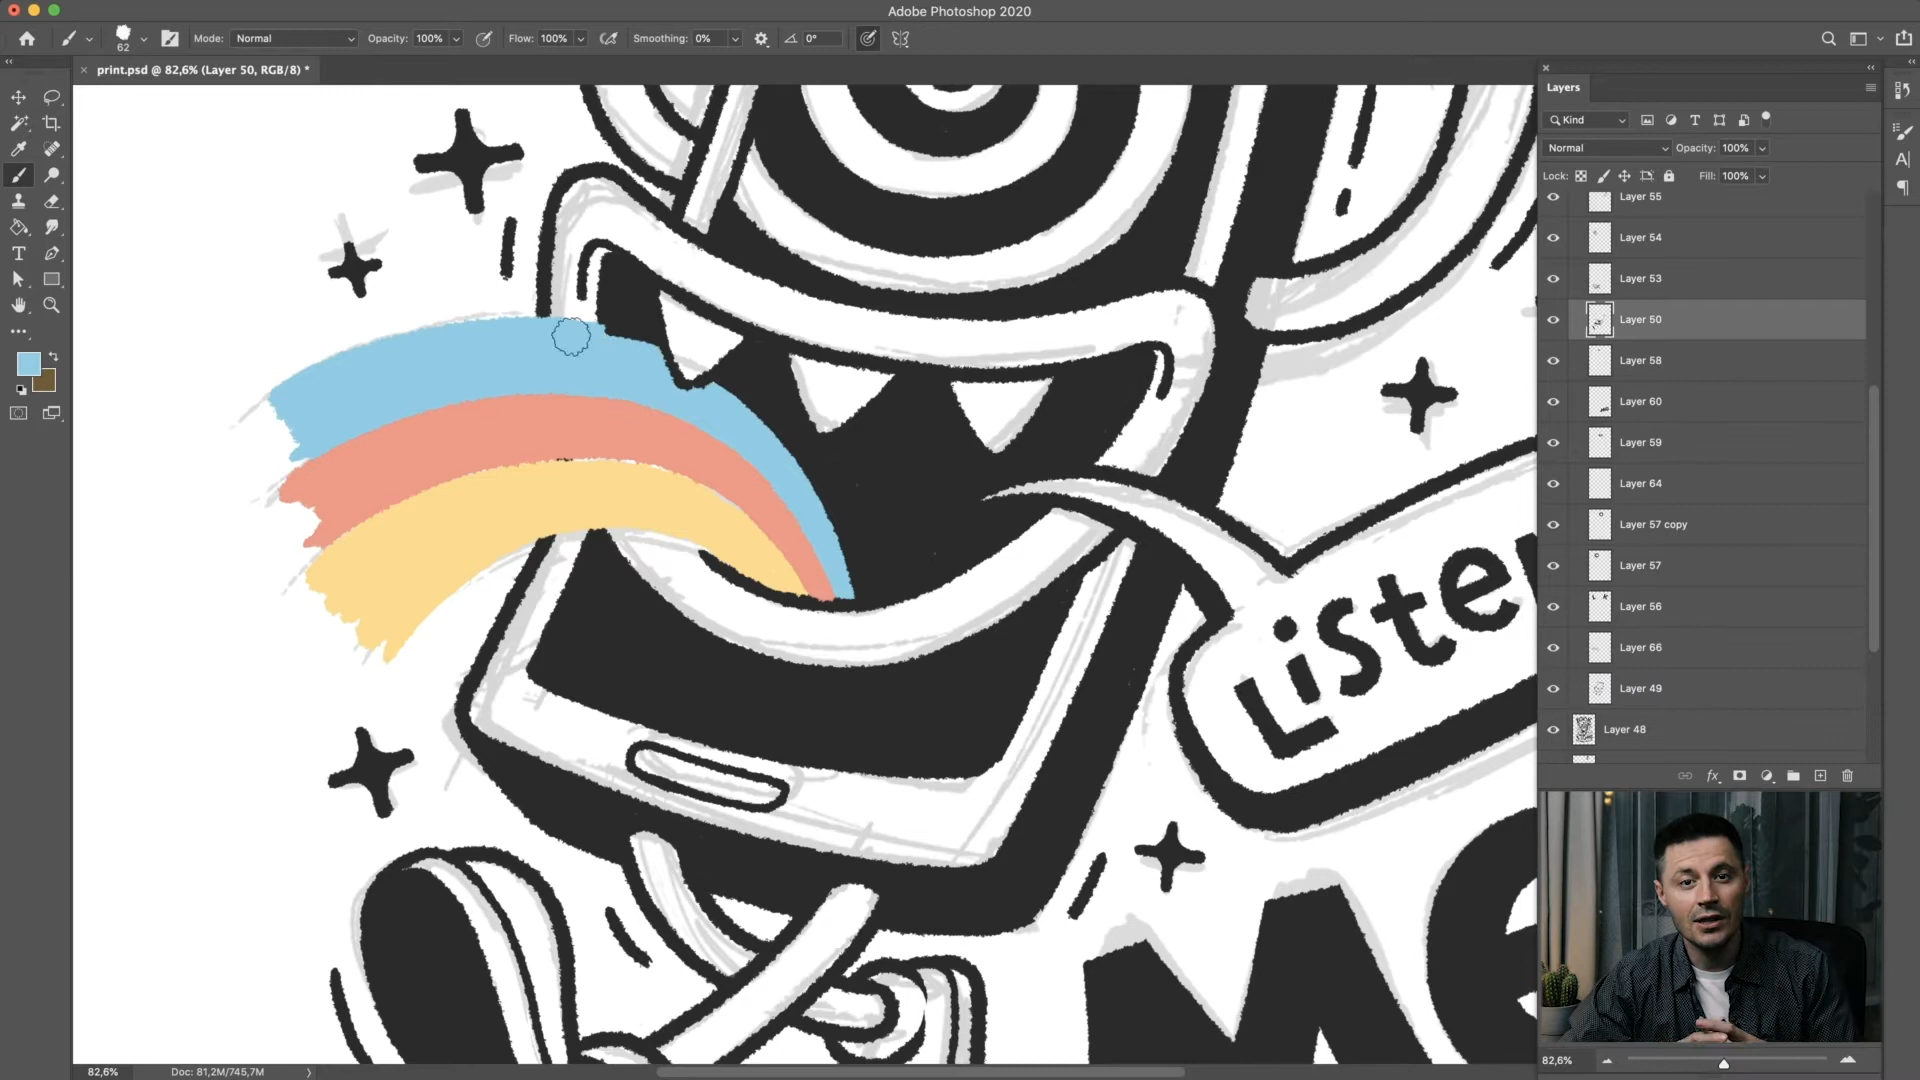 Adobe Photoshop 2020
62
Mode: Normal
Opacity: 100%
Flow: 100%
Smoothing: 0%
0°
print.psd @ 82,6% (Layer 50, RGB/8) *
Layers
Kind
Normal
Opacity: 100%
Lock:
Fill: 100%
Layer 55
Layer 54
Layer 53
Layer 50
Layer 58
Layer 60
Layer 59
Layer 64
Layer 57 copy
Layer 57
Layer 56
Layer 66
Layer 49
Layer 48
fx
Listen
82,6%
82,6%
Doc: 81,2M/745,7M